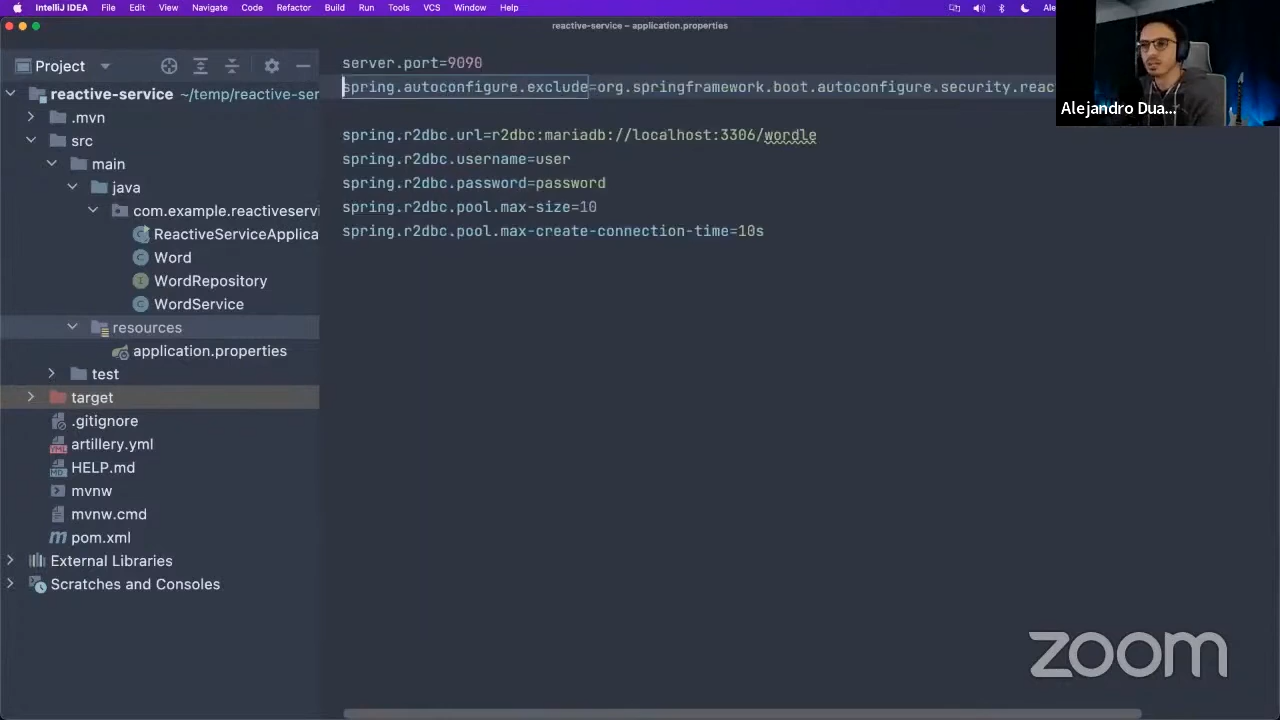 IntelliJ IDEA File Edit View Navigate Code Refactor Build Run Tools VCS Window Help Ale
reactive-service – application.properties
Project
reactive-service ~/temp/reactive-ser
.mvn
src
main
java
com.example.reactiveservi
ReactiveServiceApplica
Word
WordRepository
WordService
resources
application.properties
test
target
.gitignore
artillery.yml
HELP.md
mvnw
mvnw.cmd
pom.xml
External Libraries
Scratches and Consoles
server.port=9090
spring.autoconfigure.exclude=org.springframework.boot.autoconfigure.security.reac
spring.r2dbc.url=r2dbc:mariadb://localhost:3306/wordle
spring.r2dbc.username=user
spring.r2dbc.password=password
spring.r2dbc.pool.max-size=10
spring.r2dbc.pool.max-create-connection-time=10s
Alejandro Dua...
zoom